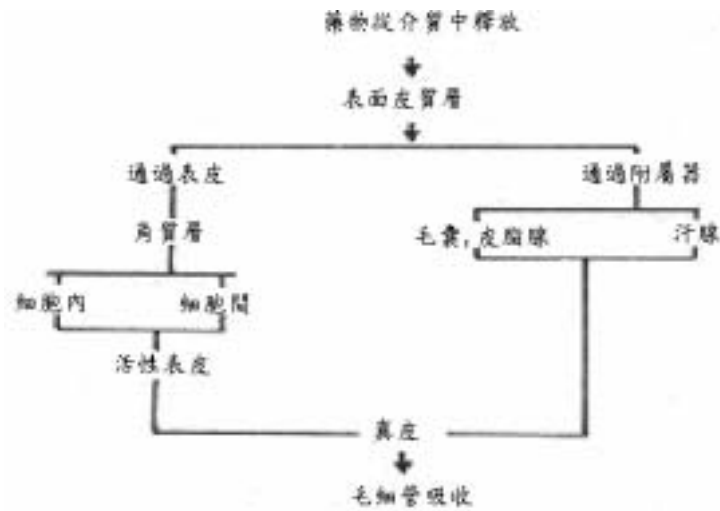 藥物從介質中釋放
表面皮質層
通過表皮
通過附屬器
角質層
毛囊,皮脂腺
汗腺
細胞內
細胞間
活性表皮
真皮
毛細管吸收